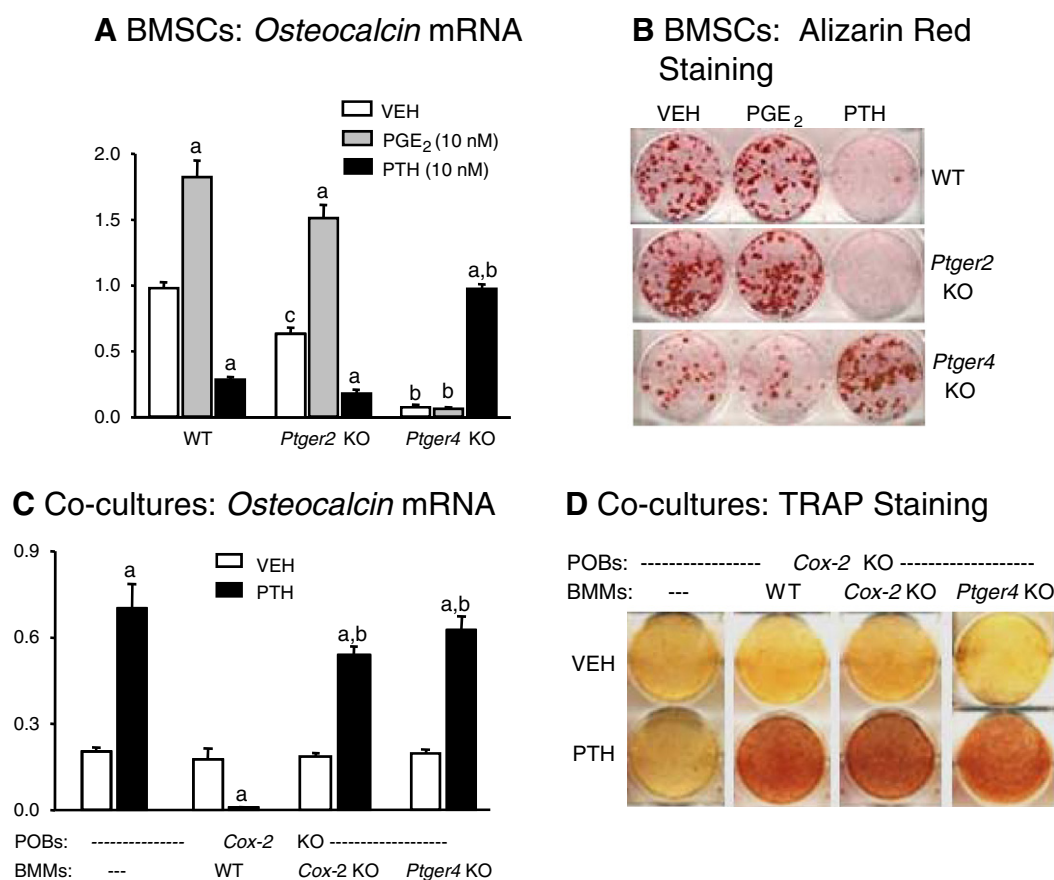 A BMSCs: Osteocalcin mRNA
VEH
PGE2 (10 nM)
PTH (10 nM)
2.0
1.5
1.0
0.5
0.0
a
a
c
a
a
b
b
a,b
WT
Ptger2 KO
Ptger4 KO
B BMSCs: Alizarin Red
Staining
VEH PGE2 PTH
WT
Ptger2
KO
Ptger4
KO
C Co-cultures: Osteocalcin mRNA
VEH
PTH
0.9
0.6
0.3
0.0
a
a
a,b
a,b
POBs: --------------- Cox-2 KO -------------------
BMMs: --- WT Cox-2 KO Ptger4 KO
D Co-cultures: TRAP Staining
POBs: ----------------- Cox-2 KO -------------------
BMMs: --- WT Cox-2 KO Ptger4 KO
VEH
PTH